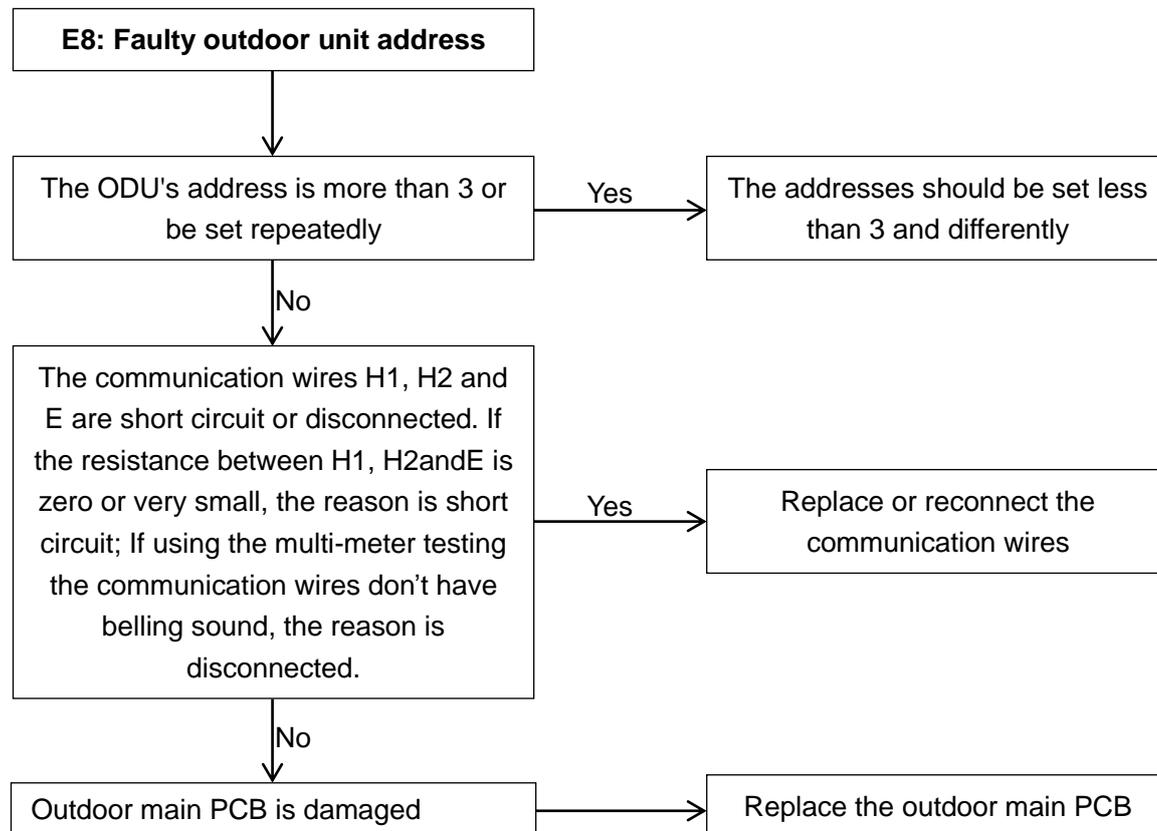 E8: Faulty outdoor unit address
The ODU's address is more than 3 or
be set repeatedly
Yes
The addresses should be set less
than 3 and differently
No
The communication wires H1, H2 and
E are short circuit or disconnected. If
the resistance between H1, H2andE is
zero or very small, the reason is short
circuit; If using the multi-meter testing
the communication wires don’t have
belling sound, the reason is
disconnected.
Yes
Replace or reconnect the
communication wires
No
Outdoor main PCB is damaged
Replace the outdoor main PCB